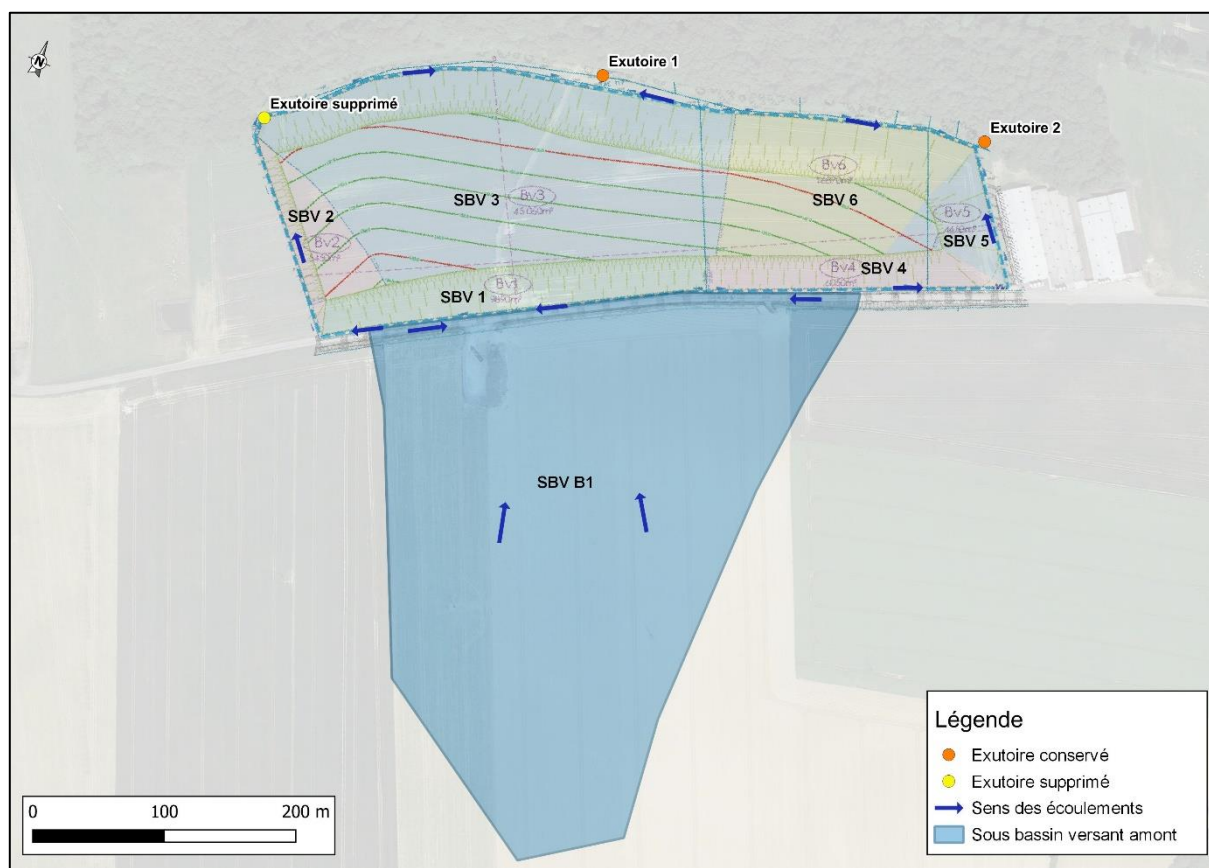 N
Exutoire 1
Exutoire supprimé
Exutoire 2
Bv6
SBV 6
SBV 3
Bv3
SBV 2
Bv2
Bv5
SBV 5
Bv4
SBV 4
Bv1
SBV 1
SBV B1
Légende
Exutoire conservé
Exutoire supprimé
Sens des écoulements
Sous bassin versant amont
0 100 200 m